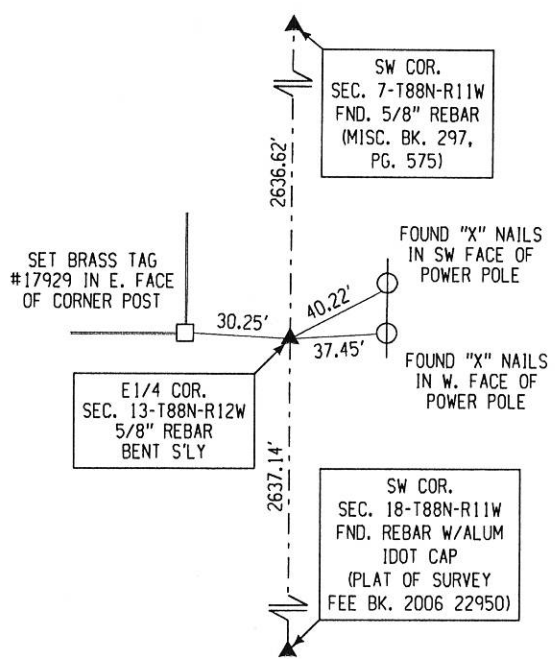 SW COR.
SEC. 7-T88N-R11W
FND. 5/8" REBAR
(MISC. BK. 297,
PG. 575)
2636.62'
SET BRASS TAG
#17929 IN E. FACE
OF CORNER POST
FOUND "X" NAILS
IN SW FACE OF
POWER POLE
40.22'
30.25'
37.45'
FOUND "X" NAILS
IN W. FACE OF
POWER POLE
E1/4 COR.
SEC. 13-T88N-R12W
5/8" REBAR
BENT S'LY
2637.14'
SW COR.
SEC. 18-T88N-R11W
FND. REBAR W/ALUM
IDOT CAP
(PLAT OF SURVEY
FEE BK. 2006 22950)